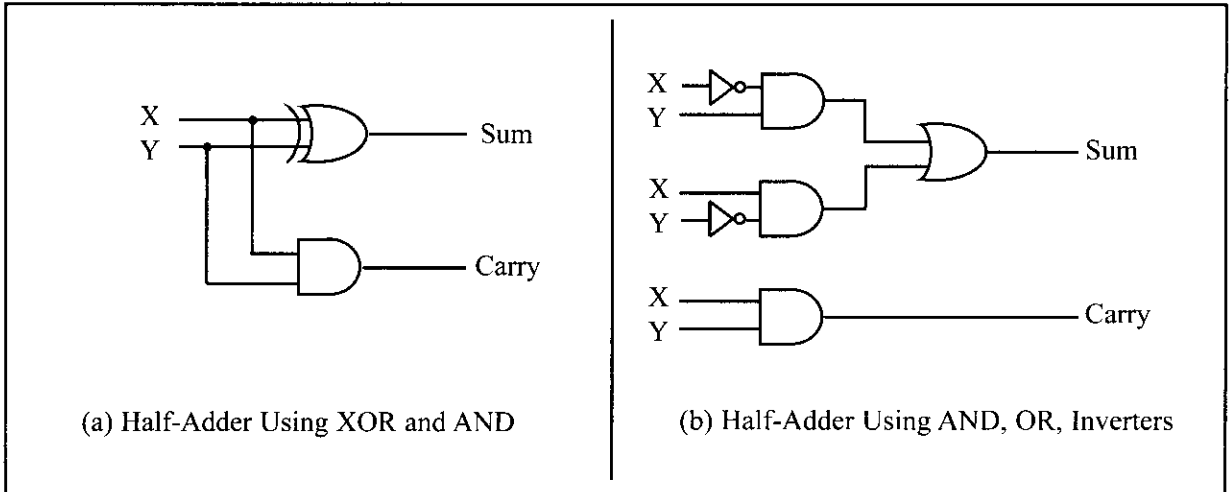 X
Y
Sum
Carry
(a) Half-Adder Using XOR and AND
X
Y
X
Y
Sum
X
Y
Carry
(b) Half-Adder Using AND, OR, Inverters